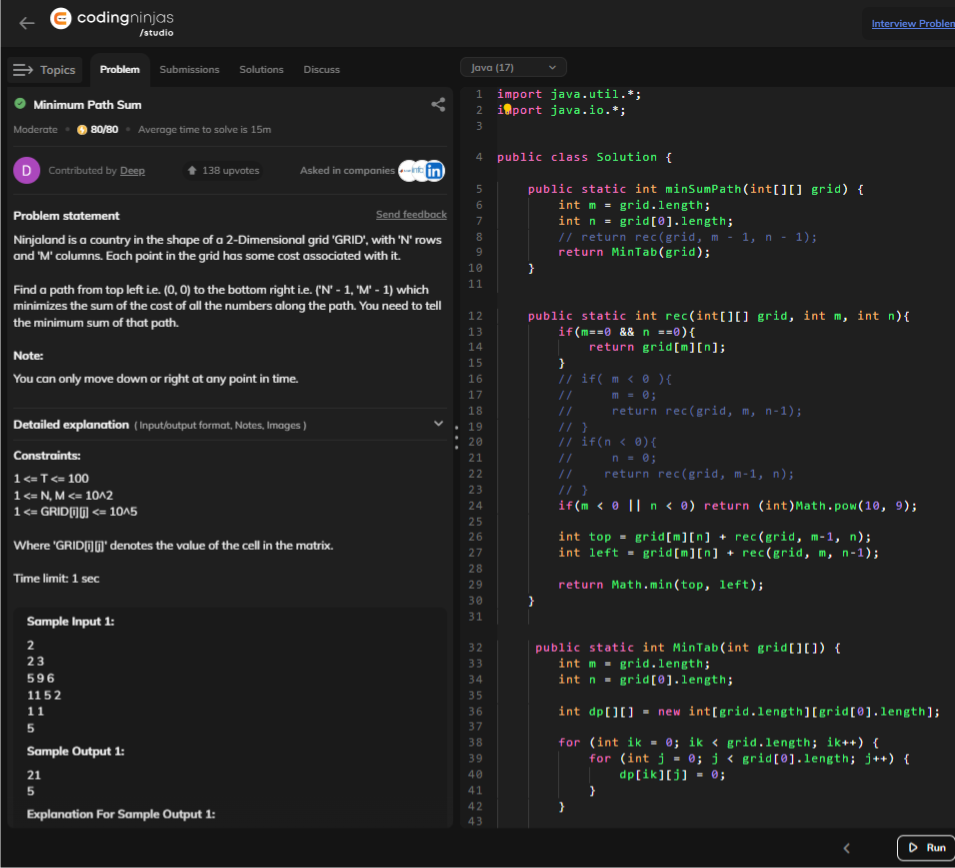 codingninjas
/studio
Interview Problem
Topics
Problem
Submissions
Solutions
Discuss
Java (17)
Minimum Path Sum
Moderate
80/80
Average time to solve is 15m
D
Contributed by Deep
138 upvotes
Asked in companies
in
Problem statement
Send feedback
Ninjaland is a country in the shape of a 2-Dimensional grid 'GRID', with 'N' rows
and 'M' columns. Each point in the grid has some cost associated with it.
Find a path from top left i.e. (0, 0) to the bottom right i.e. ('N' - 1, 'M' - 1) which
minimizes the sum of the cost of all the numbers along the path. You need to tell
the minimum sum of that path.
Note:
You can only move down or right at any point in time.
Detailed explanation ( Input/output format, Notes, Images )
Constraints:
1 <= T <= 100
1 <= N, M <= 10^2
1 <= GRID[i][j] <= 10^5
Where 'GRID[i][j]' denotes the value of the cell in the matrix.
Time limit: 1 sec
Sample Input 1:
2
2 3
5 9 6
11 5 2
1 1
5
Sample Output 1:
21
5
Explanation For Sample Output 1:
1 import java.util.*;
2 import java.io.*;
3
4 public class Solution {
5 public static int minSumPath(int[][] grid) {
6 int m = grid.length;
7 int n = grid[0].length;
8 // return rec(grid, m - 1, n - 1);
9 return MinTab(grid);
10 }
11
12 public static int rec(int[][] grid, int m, int n){
13 if(m==0 && n ==0){
14 return grid[m][n];
15 }
16 // if( m < 0 ){
17 // m = 0;
18 // return rec(grid, m, n-1);
19 // }
20 // if(n < 0){
21 // n = 0;
22 // return rec(grid, m-1, n);
23 // }
24 if(m < 0 || n < 0) return (int)Math.pow(10, 9);
25
26 int top = grid[m][n] + rec(grid, m-1, n);
27 int left = grid[m][n] + rec(grid, m, n-1);
28
29 return Math.min(top, left);
30 }
31
32 public static int MinTab(int grid[][]) {
33 int m = grid.length;
34 int n = grid[0].length;
35
36 int dp[][] = new int[grid.length][grid[0].length];
37
38 for (int ik = 0; ik < grid.length; ik++) {
39 for (int j = 0; j < grid[0].length; j++) {
40 dp[ik][j] = 0;
41 }
42 }
43
Run